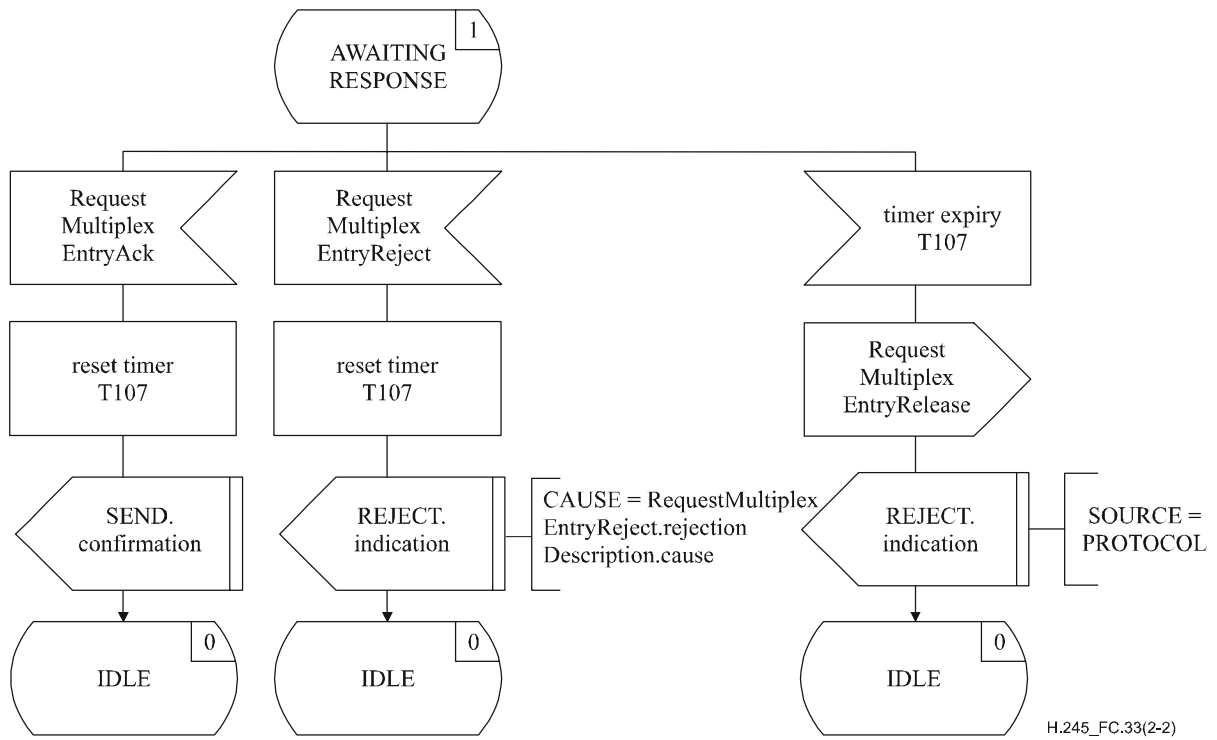 1
AWAITING
RESPONSE
Request
Multiplex
EntryAck
Request
Multiplex
EntryReject
timer expiry
T107
reset timer
T107
reset timer
T107
Request
Multiplex
EntryRelease
SEND.
confirmation
REJECT.
indication
CAUSE = RequestMultiplex
EntryReject.rejection
Description.cause
REJECT.
indication
SOURCE =
PROTOCOL
0
IDLE
0
IDLE
0
IDLE
H.245_FC.33(2-2)